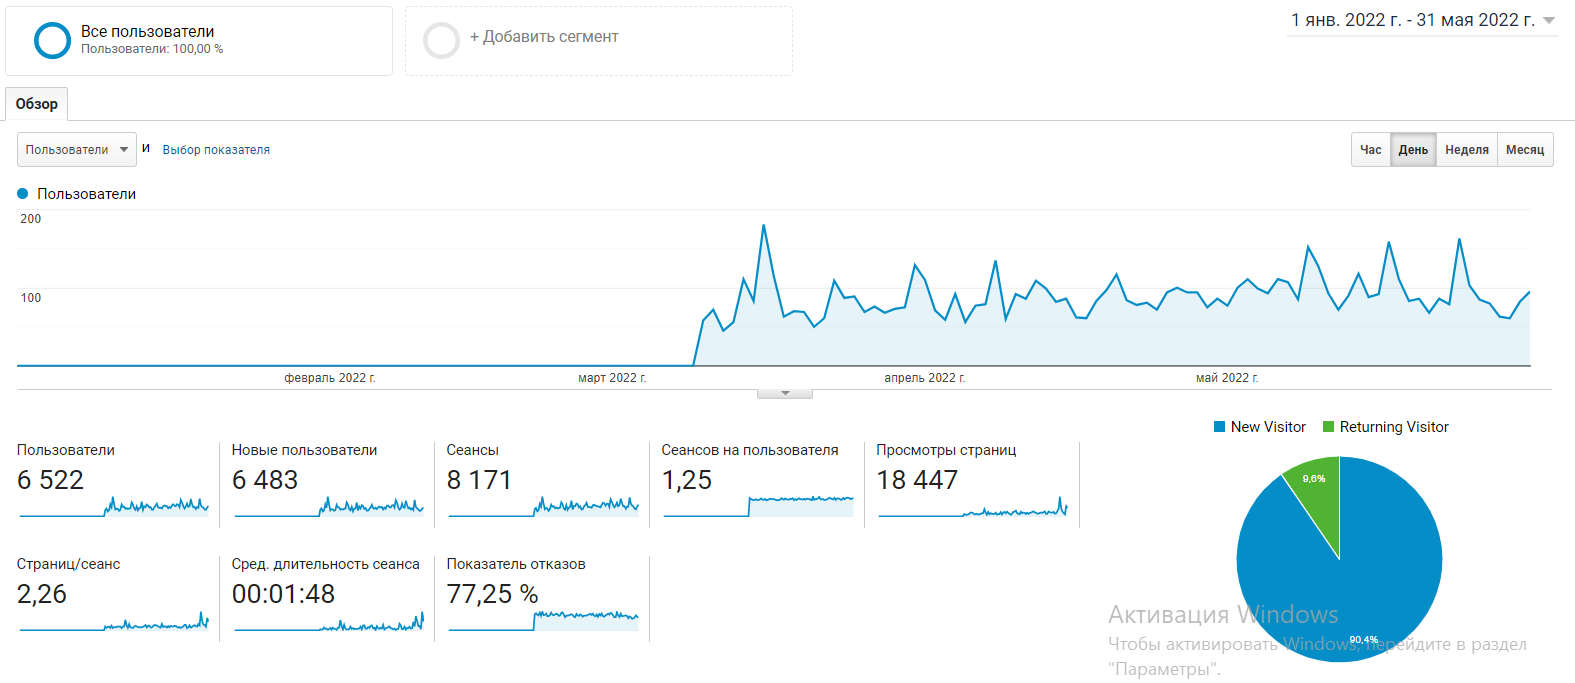 Все пользователи
Пользователи: 100,00 %
+ Добавить сегмент
1 янв. 2022 г. - 31 мая 2022 г.
Обзор
Пользователи и Выбор показателя
Час День Неделя Месяц
Пользователи
200
100
февраль 2022 г. март 2022 г. апрель 2022 г. май 2022 г.
New Visitor Returning Visitor
Пользователи
6 522
Новые пользователи
6 483
Сеансы
8 171
Сеансов на пользователя
1,25
Просмотры страниц
18 447
Страниц/сеанс
2,26
Сред. длительность сеанса
00:01:48
Показатель отказов
77,25 %
9,6%
90,4%
Активация Windows
Чтобы активировать Windows, перейдите в раздел
"Параметры".